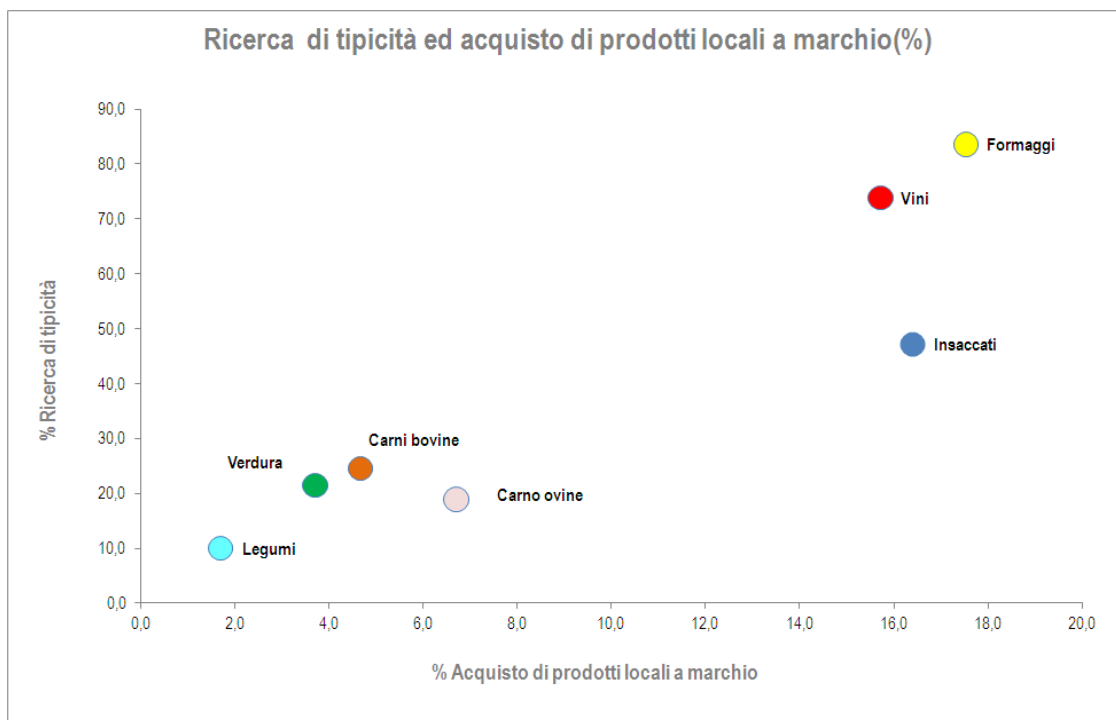 Ricerca di tipicità ed acquisto di prodotti locali a marchio(%)
90,0
80,0
70,0
60,0
50,0
40,0
30,0
20,0
10,0
0,0
% Ricerca di tipicità
Formaggi
Vini
Insaccati
Carni bovine
Verdura
Carno ovine
Legumi
0,0 2,0 4,0 6,0 8,0 10,0 12,0 14,0 16,0 18,0 20,0
% Acquisto di prodotti locali a marchio